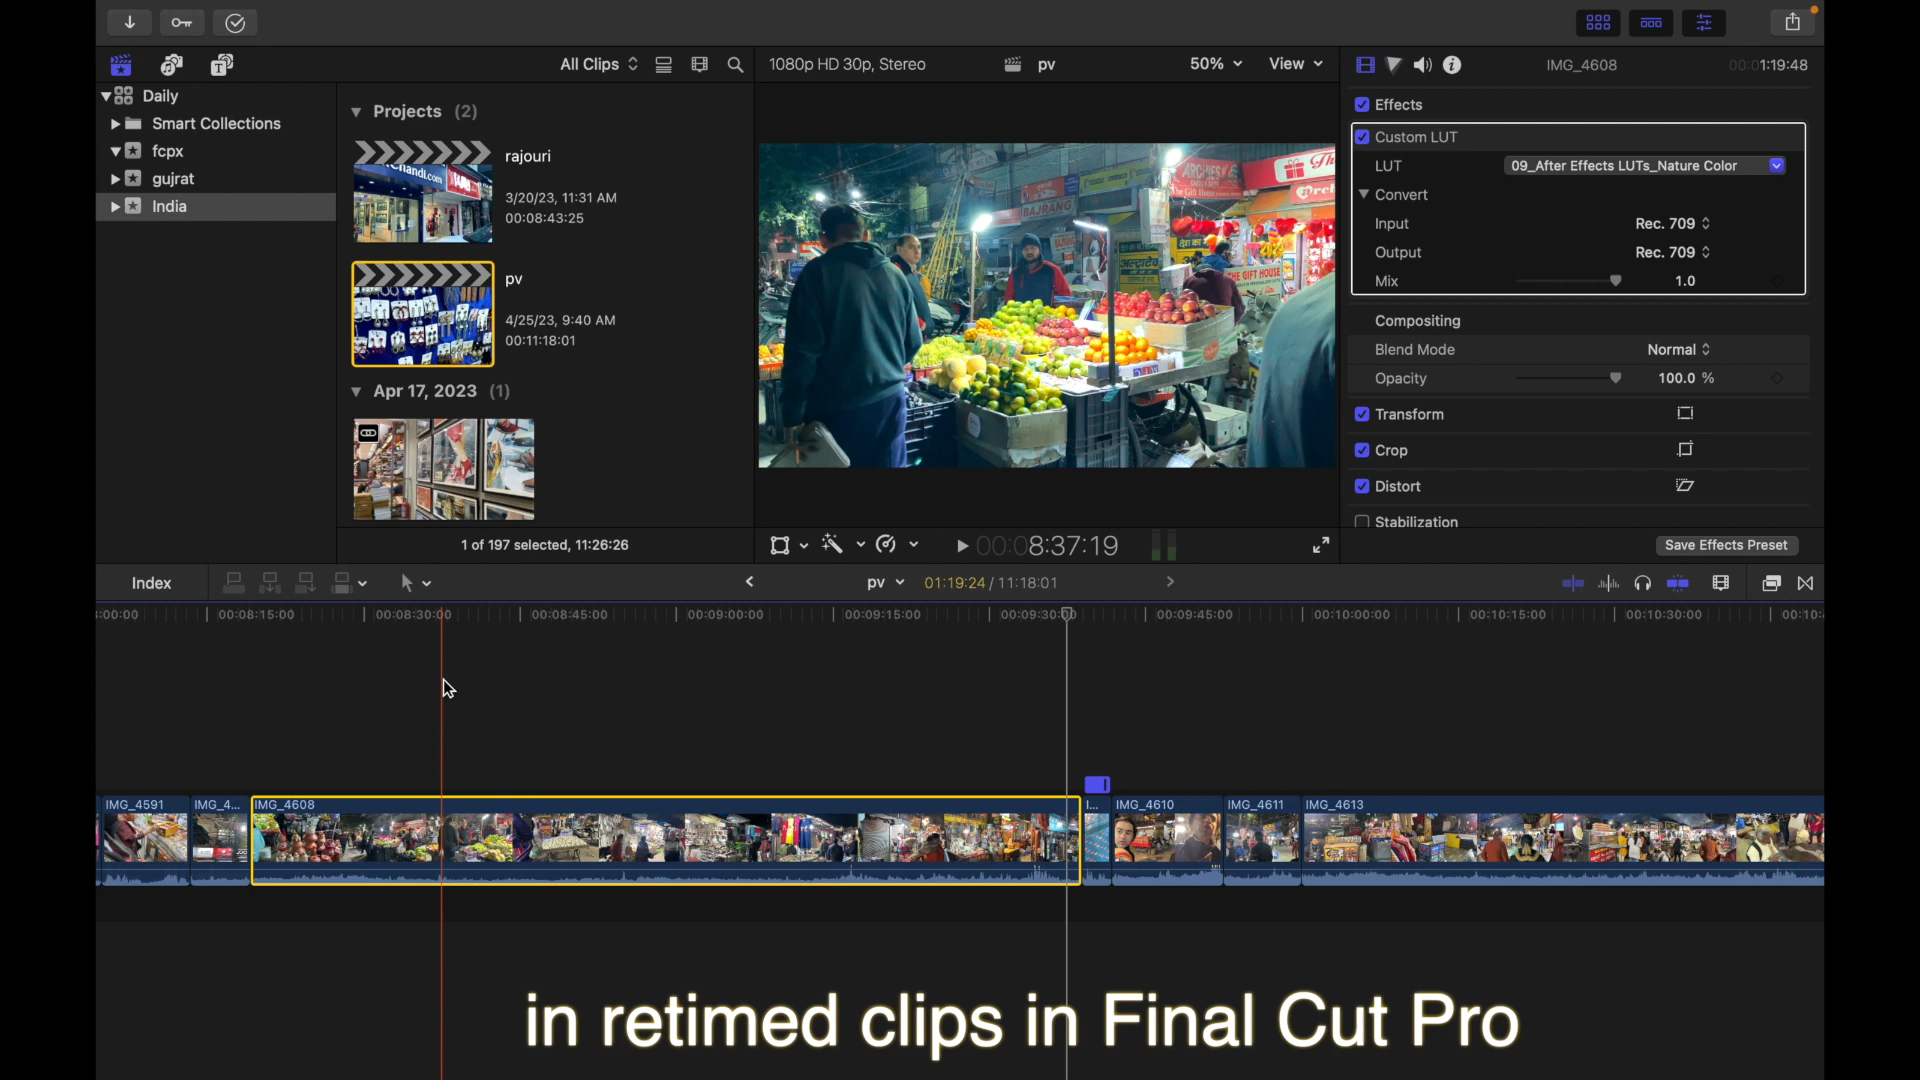 All Clips
1080p HD 30p, Stereo
pv
50%
View
IMG_4608
00:01:19:48
Daily
Smart Collections
fcpx
gujrat
India
Projects (2)
rajouri
3/20/23, 11:31 AM
00:08:43:25
pv
4/25/23, 9:40 AM
00:11:18:01
Apr 17, 2023 (1)
1 of 197 selected, 11:26:26
ARCHIES
The Gift House
BAJRANG
THE GIFT HOUSE
00:08:37:19
Effects
Custom LUT
LUT
09_After Effects LUTs_Nature Color
Convert
Input
Rec. 709
Output
Rec. 709
Mix
1.0
Compositing
Blend Mode
Normal
Opacity
100.0 %
Transform
Crop
Distort
Stabilization
Save Effects Preset
Index
pv
01:19:24 / 11:18:01
:00:00
00:08:15:00
00:08:30:00
00:08:45:00
00:09:00:00
00:09:15:00
00:09:30:00
00:09:45:00
00:10:00:00
00:10:15:00
00:10:30:00
00:10:
IMG_4591
IMG_4...
IMG_4608
I...
IMG_4610
IMG_4611
IMG_4613
in retimed clips in Final Cut Pro